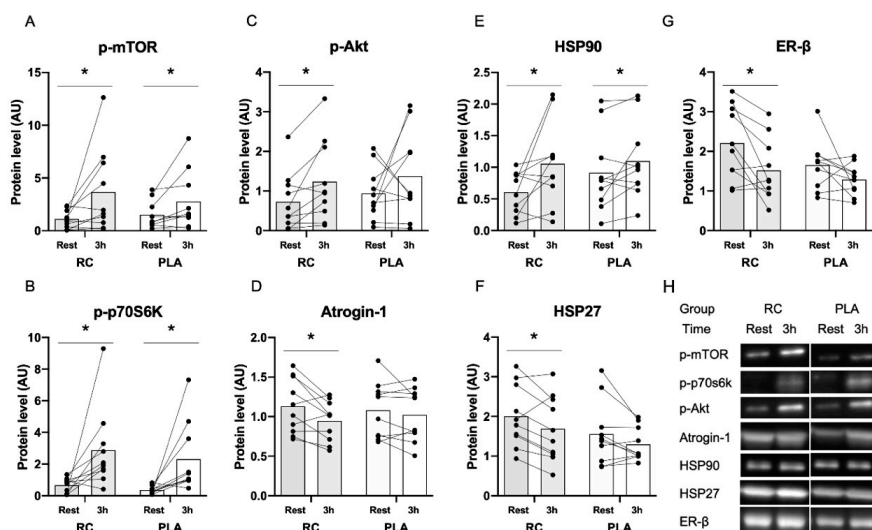 A
p-mTOR
Protein level (AU)
15
10
5
0
*
*
Rest 3h Rest 3h
RC PLA
C
p-Akt
Protein level (AU)
4
3
2
1
0
*
Rest 3h Rest 3h
RC PLA
E
HSP90
Protein level (AU)
2.5
2.0
1.5
1.0
0.5
0.0
*
*
Rest 3h Rest 3h
RC PLA
G
ER-β
Protein level (AU)
4
3
2
1
0
*
Rest 3h Rest 3h
RC PLA
B
p-p70S6K
Protein level (AU)
10
8
6
4
2
0
*
*
Rest 3h Rest 3h
RC PLA
D
Atrogin-1
Protein level (AU)
2.0
1.5
1.0
0.5
0.0
*
Rest 3h Rest 3h
RC PLA
F
HSP27
Protein level (AU)
4
3
2
1
0
*
Rest 3h Rest 3h
RC PLA
H
Group RC PLA
Time Rest 3h Rest 3h
p-mTOR
p-p70s6k
p-Akt
Atrogin-1
HSP90
HSP27
ER-β